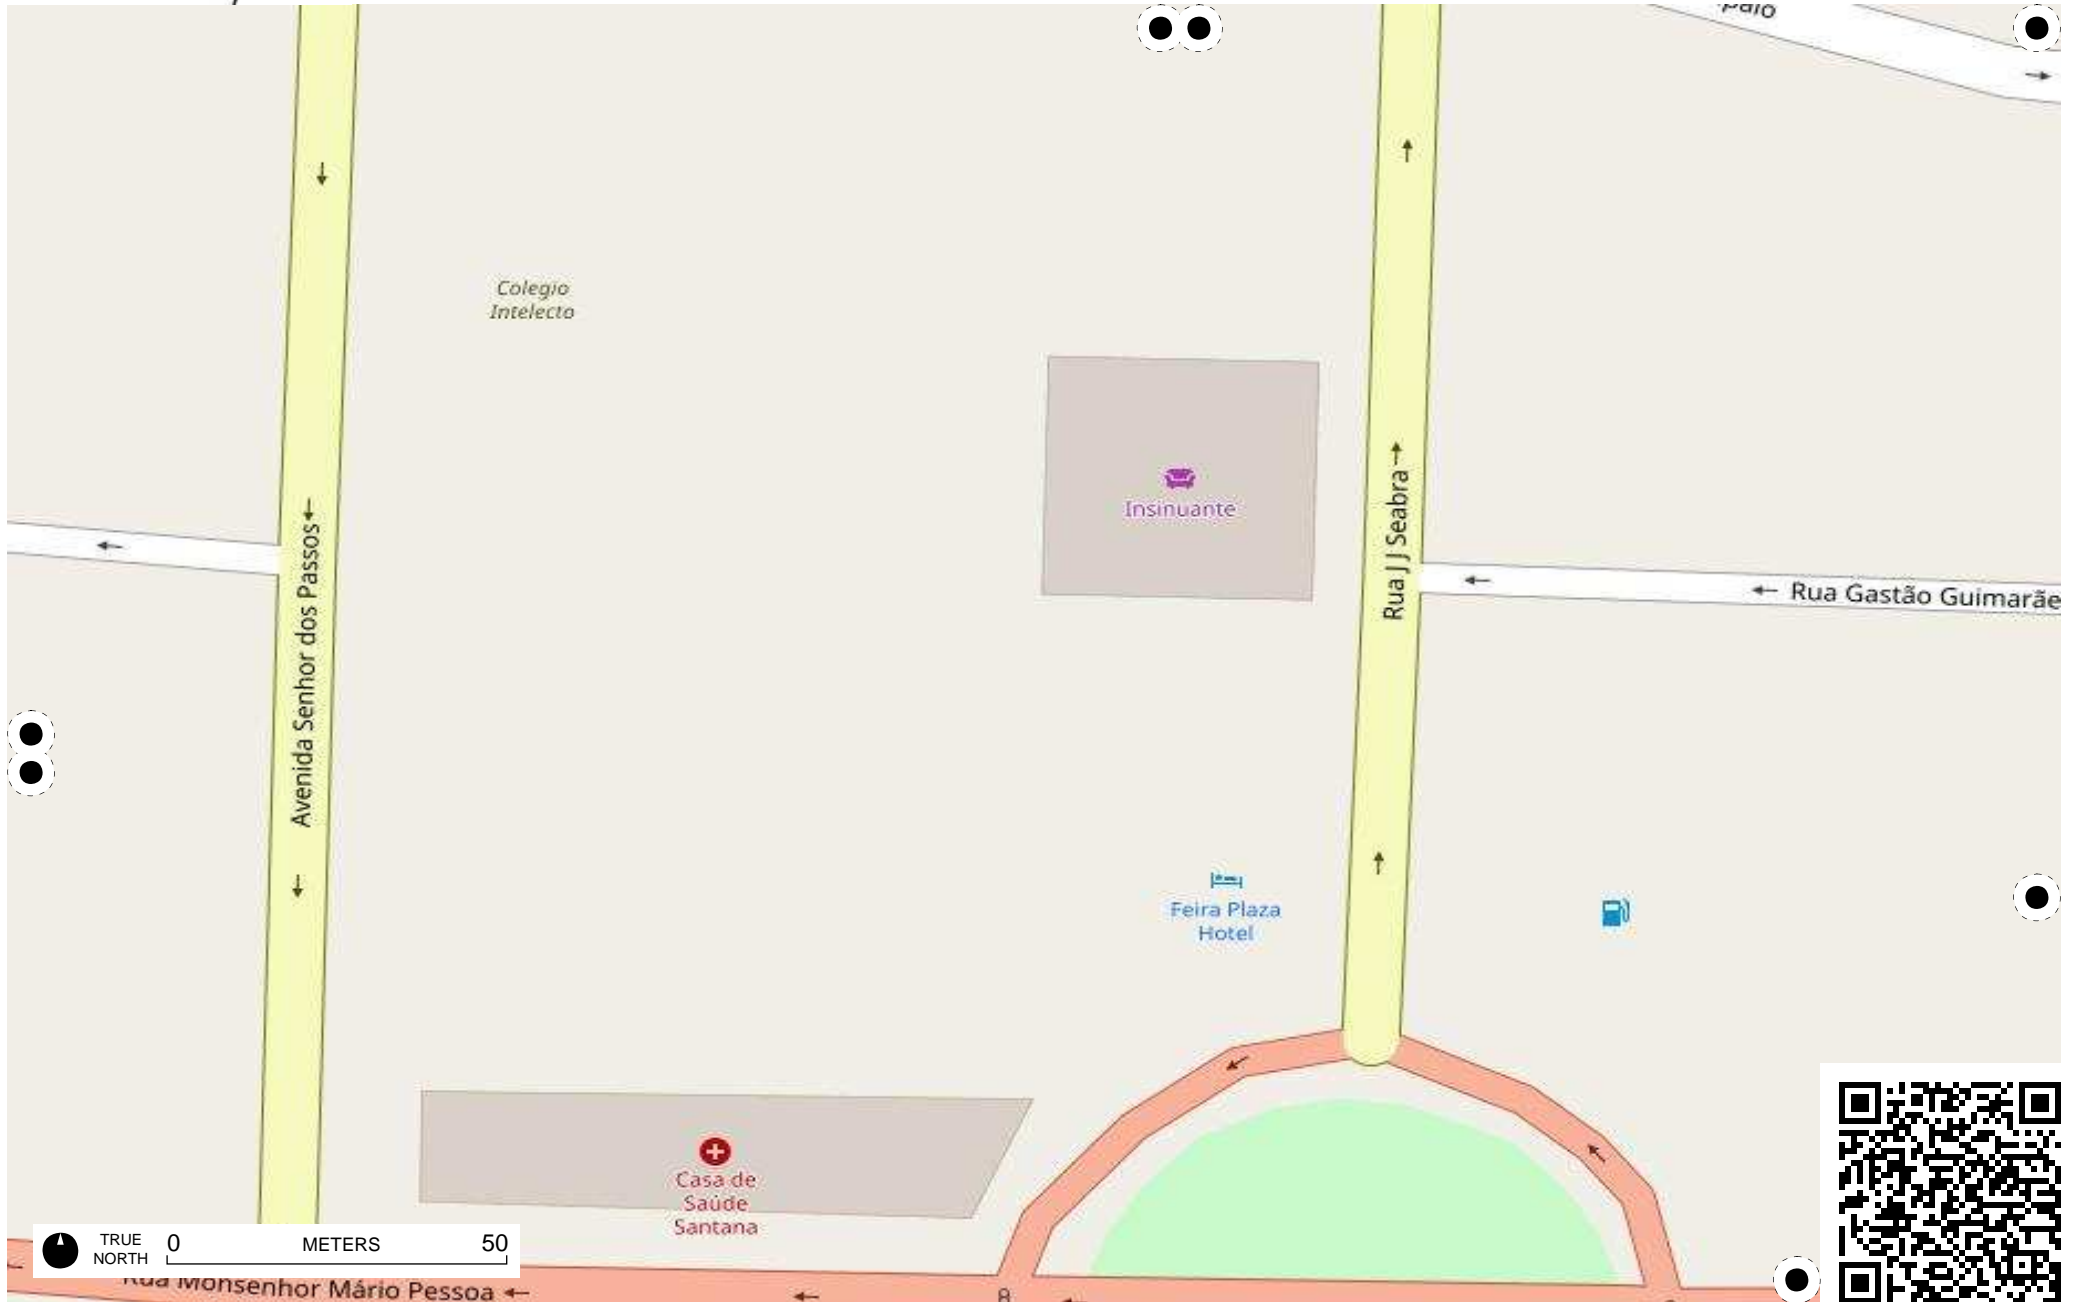 Colegio
Intelecto
Insinuante
Rua J J Seabra
Rua Gastão Guimarãe
Avenida Senhor dos Passos
Feira Plaza
Hotel
Casa de
Saúde
Santana
TRUE
NORTH
0 METERS 50
Rua Monsenhor Mário Pessoa